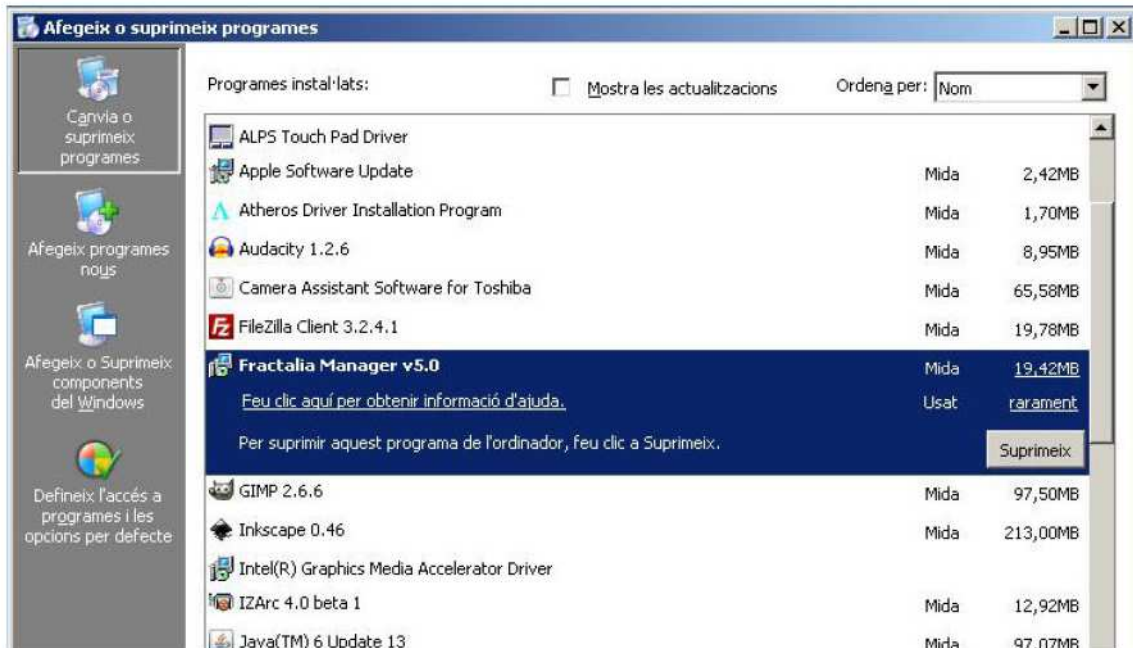 Afegeix o suprimeix programes
Canvia o
suprimeix
programes
Afegeix programes
nous
Afegeix o Suprimeix
components
del Windows
Defineix l'accés a
programes i les
opcions per defecte
Programes instal·lats:
Mostra les actualitzacions
Ordena per: Nom
ALPS Touch Pad Driver
Apple Software Update Mida 2,42MB
Atheros Driver Installation Program Mida 1,70MB
Audacity 1.2.6 Mida 8,95MB
Camera Assistant Software for Toshiba Mida 65,58MB
FileZilla Client 3.2.4.1 Mida 19,78MB
Fractalia Manager v5.0 Mida 19,42MB
Feu clic aquí per obtenir informació d'ajuda. Usat rarament
Per suprimir aquest programa de l'ordinador, feu clic a Suprimeix. Suprimeix
GIMP 2.6.6 Mida 97,50MB
Inkscape 0.46 Mida 213,00MB
Intel(R) Graphics Media Accelerator Driver
IZArc 4.0 beta 1 Mida 12,92MB
Java(TM) 6 Update 13 Mida 97,07MB